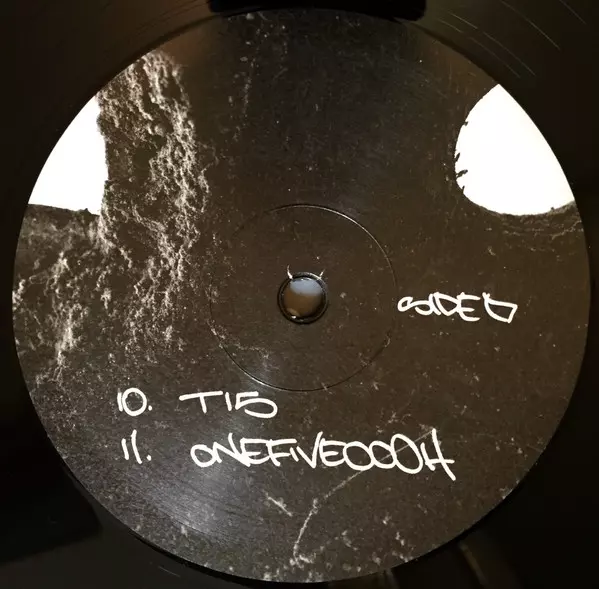 SIDE D
10. T15
11. ONEFIVEOOOH